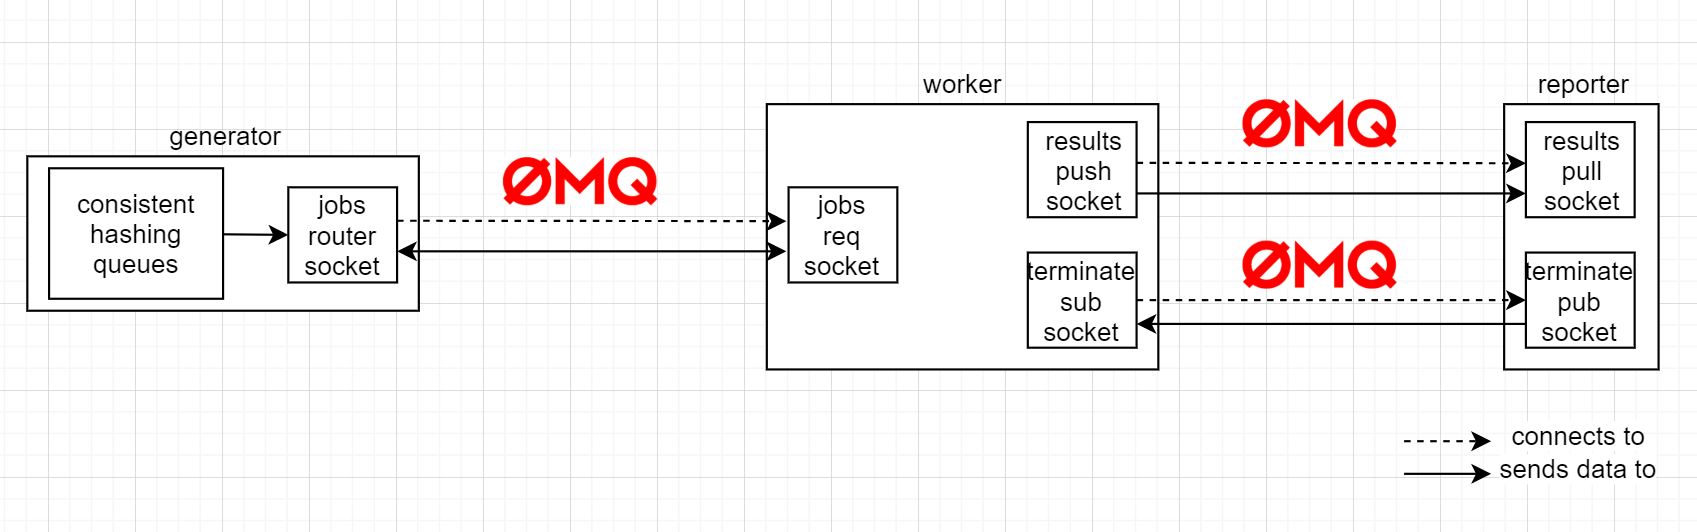 generator
consistent
hashing
queues
jobs
router
socket
ØMQ
worker
jobs
req
socket
results
push
socket
terminate
sub
socket
ØMQ
ØMQ
reporter
results
pull
socket
terminate
pub
socket
connects to
sends data to